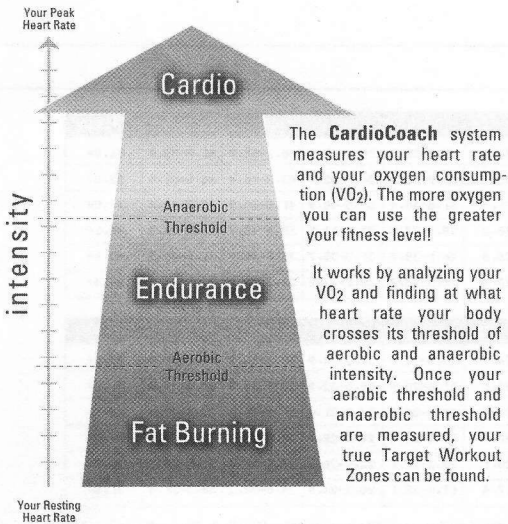 Your Peak
Heart Rate
Cardio
The CardioCoach system
measures your heart rate
and your oxygen consump-
tion (VO₂). The more oxygen
you can use the greater
your fitness level!
Anaerobic
Threshold
intensity
Endurance
It works by analyzing your
VO₂ and finding at what
heart rate your body
crosses its threshold of
aerobic and anaerobic
intensity. Once your
aerobic threshold and
anaerobic threshold
are measured, your
true Target Workout
Zones can be found.
Aerobic
Threshold
Fat Burning
Your Resting
Heart Rate